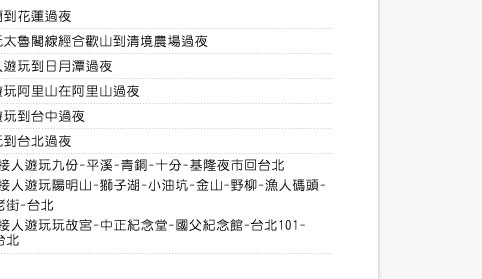 到花蓮過夜
太魯閣線經合歡山到清境農場過夜
遊玩到日月潭過夜
阿里山在阿里山過夜
玩到台中過夜
到台北過夜
接人遊玩九份-平溪-青銅-十分-基隆夜市回台北
接人遊玩陽明山-獅子湖-小油坑-金山-野柳-漁人碼頭-
老街-台北
接人遊玩玩故宮-中正紀念堂-國父紀念館-台北101-
台北